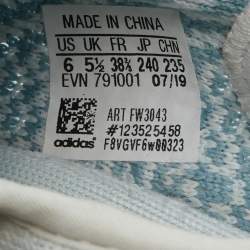 MADE IN CHINA
US UK FR JP CHN
6 5½ 38⅔ 240 235
EVN 791001 07/19
ART FW3043
#123525458
adidas F8VGVF6W00323